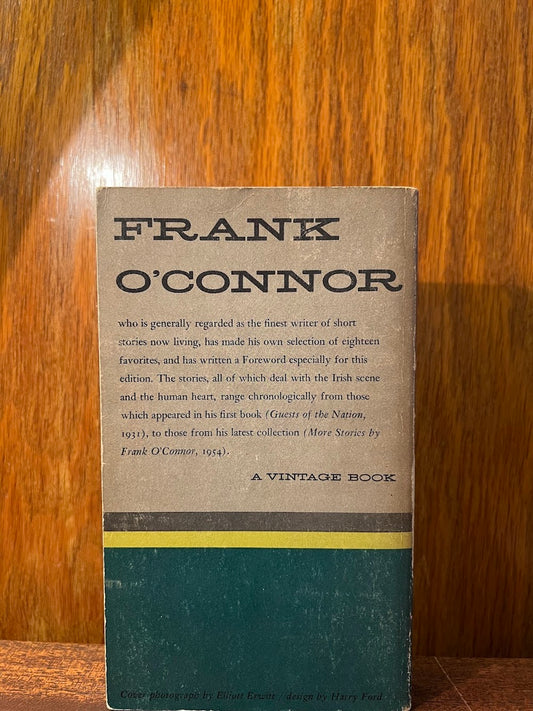 FRANK
O'CONNOR
who is generally regarded as the finest writer of short
stories now living, has made his own selection of eighteen
favorites, and has written a Foreword especially for this
edition. The stories, all of which deal with the Irish scene
and the human heart, range chronologically from those
which appeared in his first book (Guests of the Nation,
1931), to those from his latest collection (More Stories by
Frank O'Connor, 1954).
A VINTAGE BOOK
Cover photograph by Elliott Erwitt / design by Harry Ford